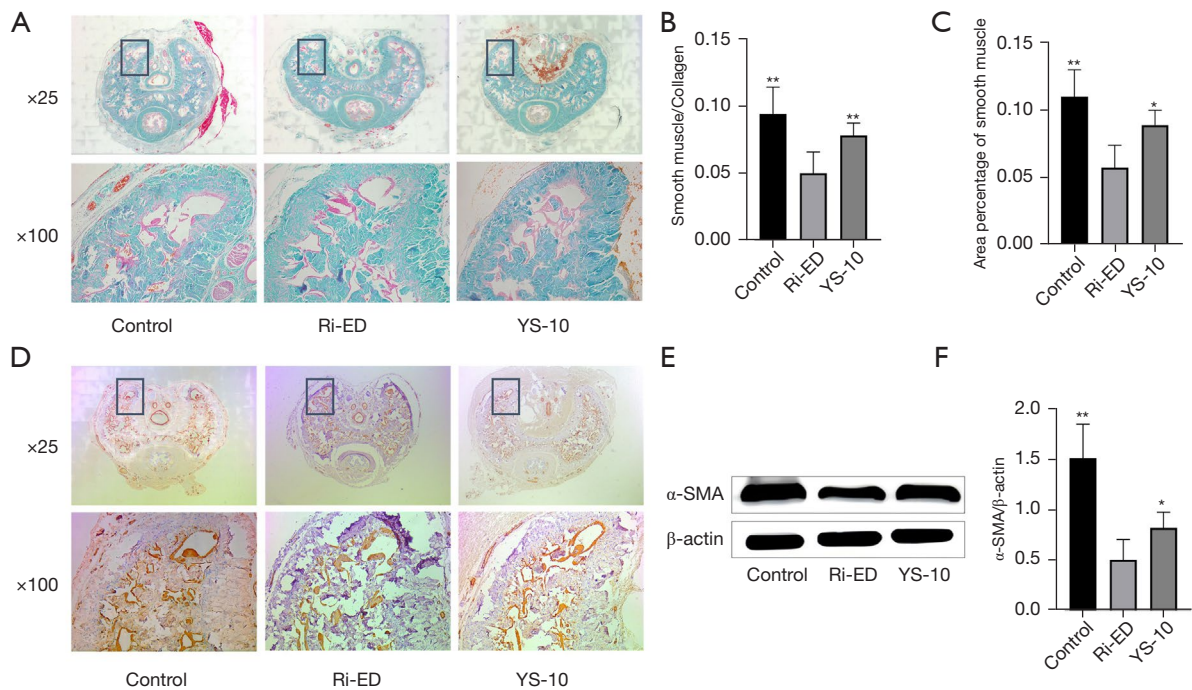 A
×25
×100
Control
Ri-ED
YS-10
B
Smooth muscle/Collagen
0.15
0.10
0.05
0.00
**
**
Control
Ri-ED
YS-10
C
Area percentage of smooth muscle
0.15
0.10
0.05
0.00
**
*
Control
Ri-ED
YS-10
D
×25
×100
Control
Ri-ED
YS-10
E
α-SMA
β-actin
Control
Ri-ED
YS-10
F
α-SMA/β-actin
2.0
1.5
1.0
0.5
0.0
**
*
Control
Ri-ED
YS-10